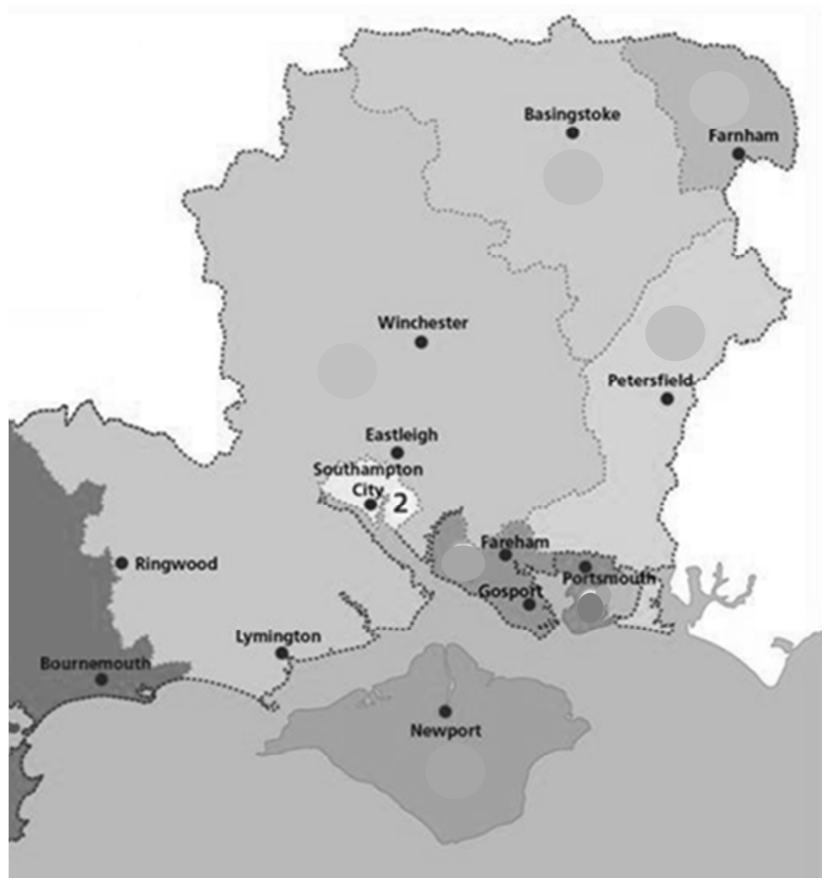 Basingstoke
Farnham
Winchester
Petersfield
Eastleigh
Southampton
City
2
Fareham
Ringwood
Portsmouth
Gosport
Lymington
Bournemouth
Newport